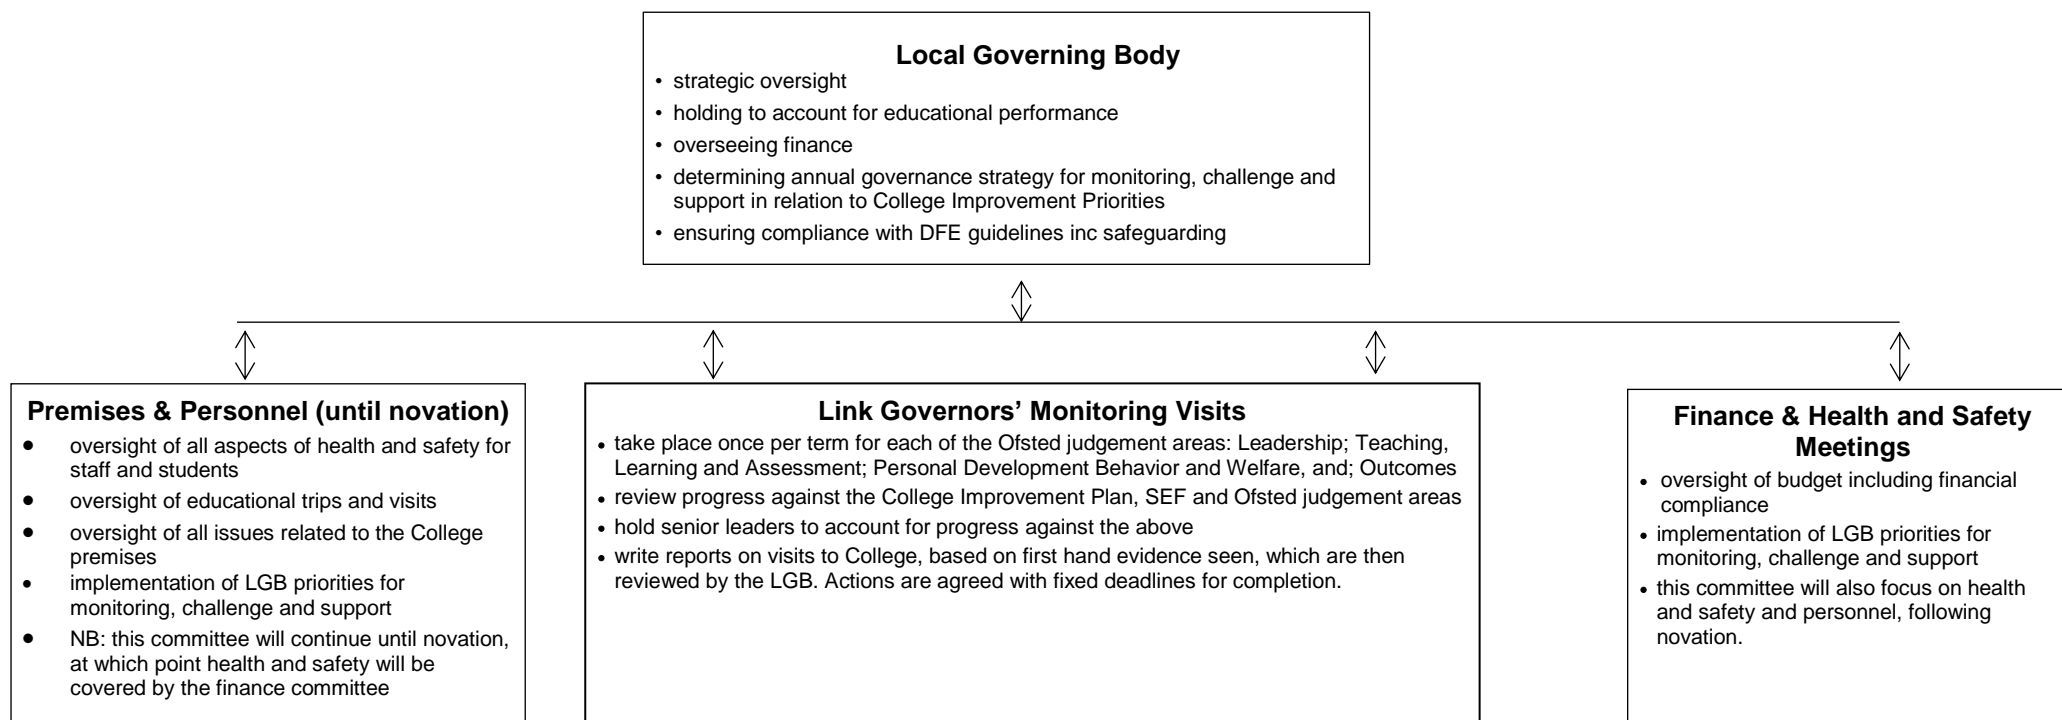 Local Governing Body
• strategic oversight
• holding to account for educational performance
• overseeing finance
• determining annual governance strategy for monitoring, challenge and
support in relation to College Improvement Priorities
• ensuring compliance with DFE guidelines inc safeguarding
Premises & Personnel (until novation)
• oversight of all aspects of health and safety for
staff and students
• oversight of educational trips and visits
• oversight of all issues related to the College
premises
• implementation of LGB priorities for
monitoring, challenge and support
• NB: this committee will continue until novation,
at which point health and safety will be
covered by the finance committee
Link Governors’ Monitoring Visits
• take place once per term for each of the Ofsted judgement areas: Leadership; Teaching,
Learning and Assessment; Personal Development Behavior and Welfare, and; Outcomes
• review progress against the College Improvement Plan, SEF and Ofsted judgement areas
• hold senior leaders to account for progress against the above
• write reports on visits to College, based on first hand evidence seen, which are then
reviewed by the LGB. Actions are agreed with fixed deadlines for completion.
Finance & Health and Safety
Meetings
• oversight of budget including financial
compliance
• implementation of LGB priorities for
monitoring, challenge and support
• this committee will also focus on health
and safety and personnel, following
novation.